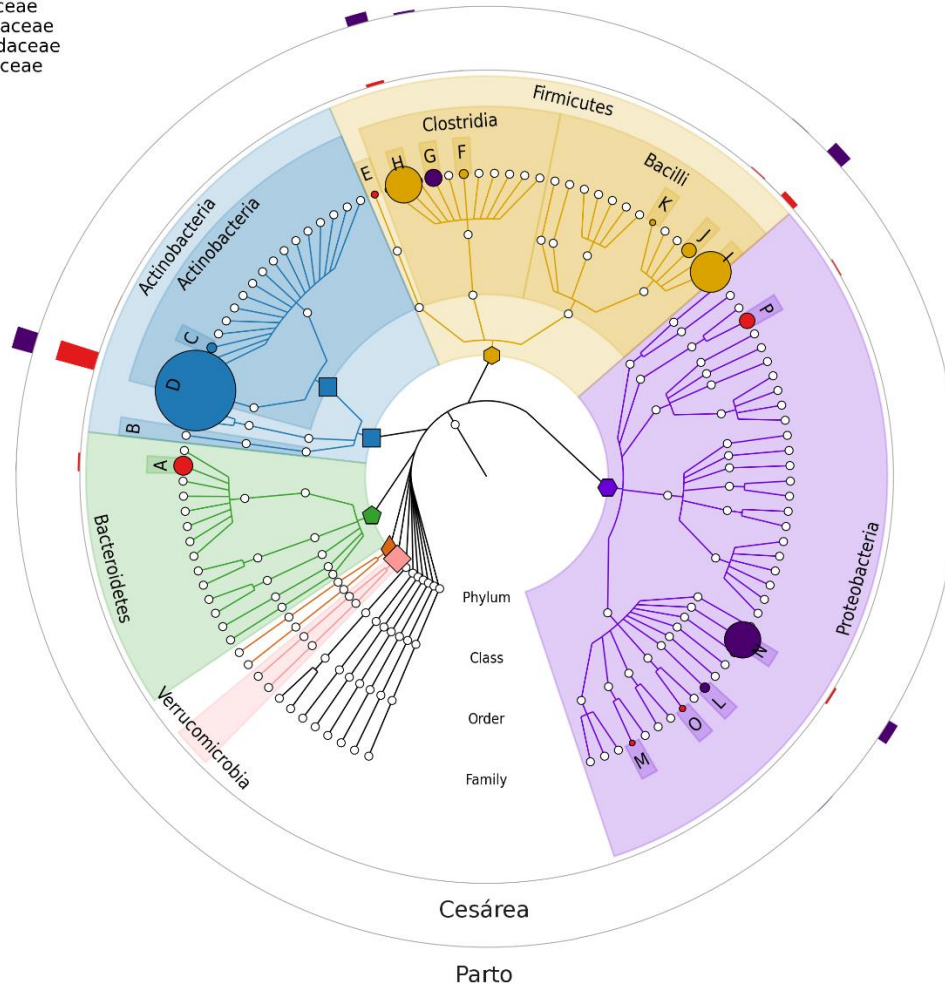 ceae
aceae
daceae
ceae
Firmicutes
Clostridia
Bacilli
E
H
G
F
K
J
I
Actinobacteria
Actinobacteria
C
D
B
A
Bacteroidetes
Verrucomicrobia
P
Proteobacteria
N
L
O
M
Phylum
Class
Order
Family
Cesárea
Parto